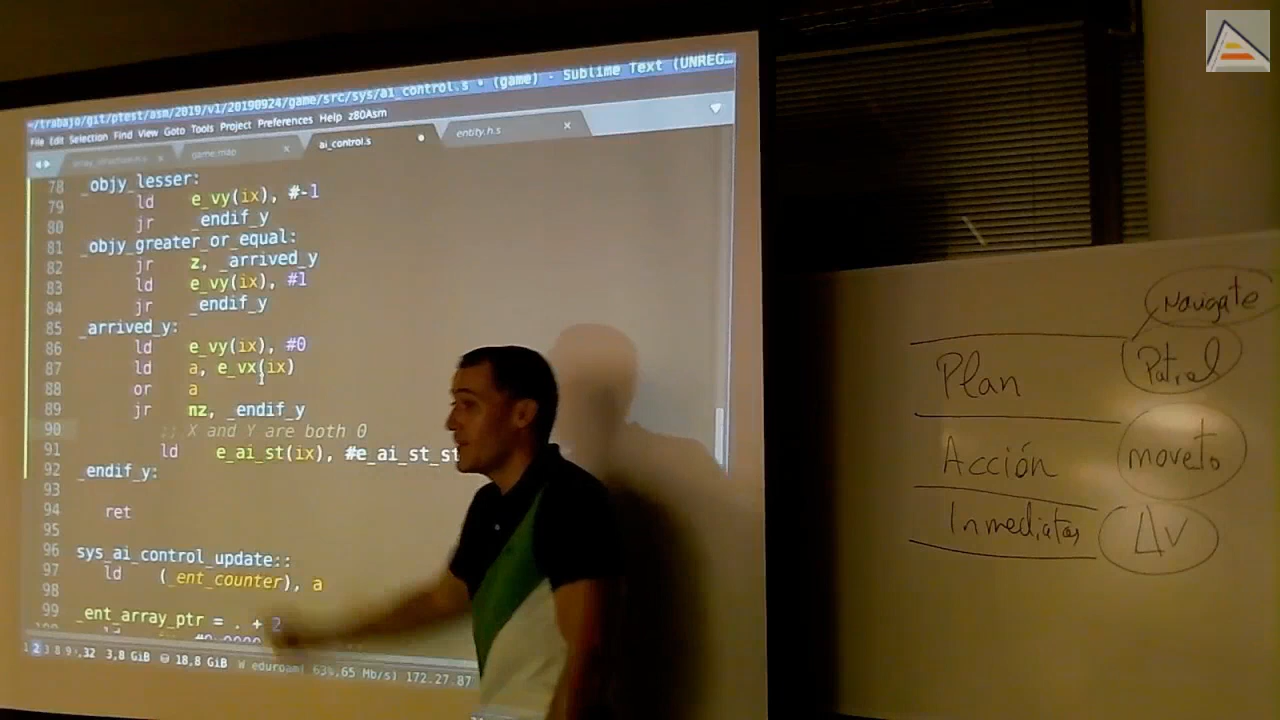 ~/trabajo/git/ptest/asm/2019/v1/20190924/game/src/sys/ai_control.s • (game) - Sublime Text (UNREG…
File Edit Selection Find View Goto Tools Project Preferences Help z80Asm
game.map × ai_control.s entity.h.s ×
78 _objy_lesser:
79 ld e_vy(ix), #-1
80 jr _endif_y
81 _objy_greater_or_equal:
82 jr z, _arrived_y
83 ld e_vy(ix), #1
84 jr _endif_y
85 _arrived_y:
86 ld e_vy(ix), #0
87 ld a, e_vx(ix)
88 or a
89 jr nz, _endif_y
90 ;; X and Y are both 0
91 ld e_ai_st(ix), #e_ai_st_st
92 _endif_y:
93
94 ret
95
96 sys_ai_control_update::
97 ld (_ent_counter), a
98
99 _ent_array_ptr = . + 2
3,8 GiB 18,8 GiB W eduroam( 63%,65 Mb/s) 172.27.87
Navigate
Plan Patrol
Acción moveto
Inmediatas ΔV